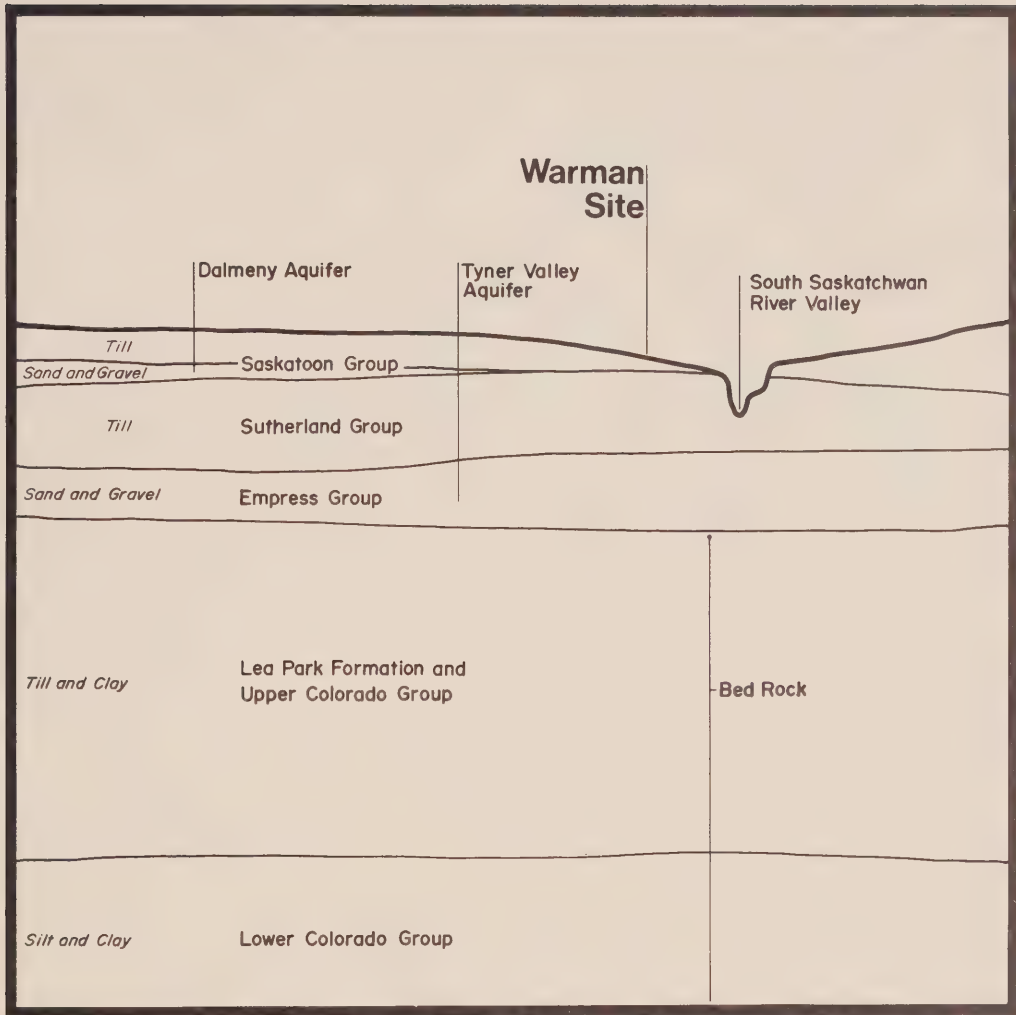 Warman
Site
Dalmeny Aquifer
Tyner Valley
Aquifer
South Saskatchwan
River Valley
Till
Saskatoon Group
Sand and Gravel
Till
Sutherland Group
Sand and Gravel
Empress Group
Till and Clay
Lea Park Formation and
Upper Colorado Group
Bed Rock
Silt and Clay
Lower Colorado Group